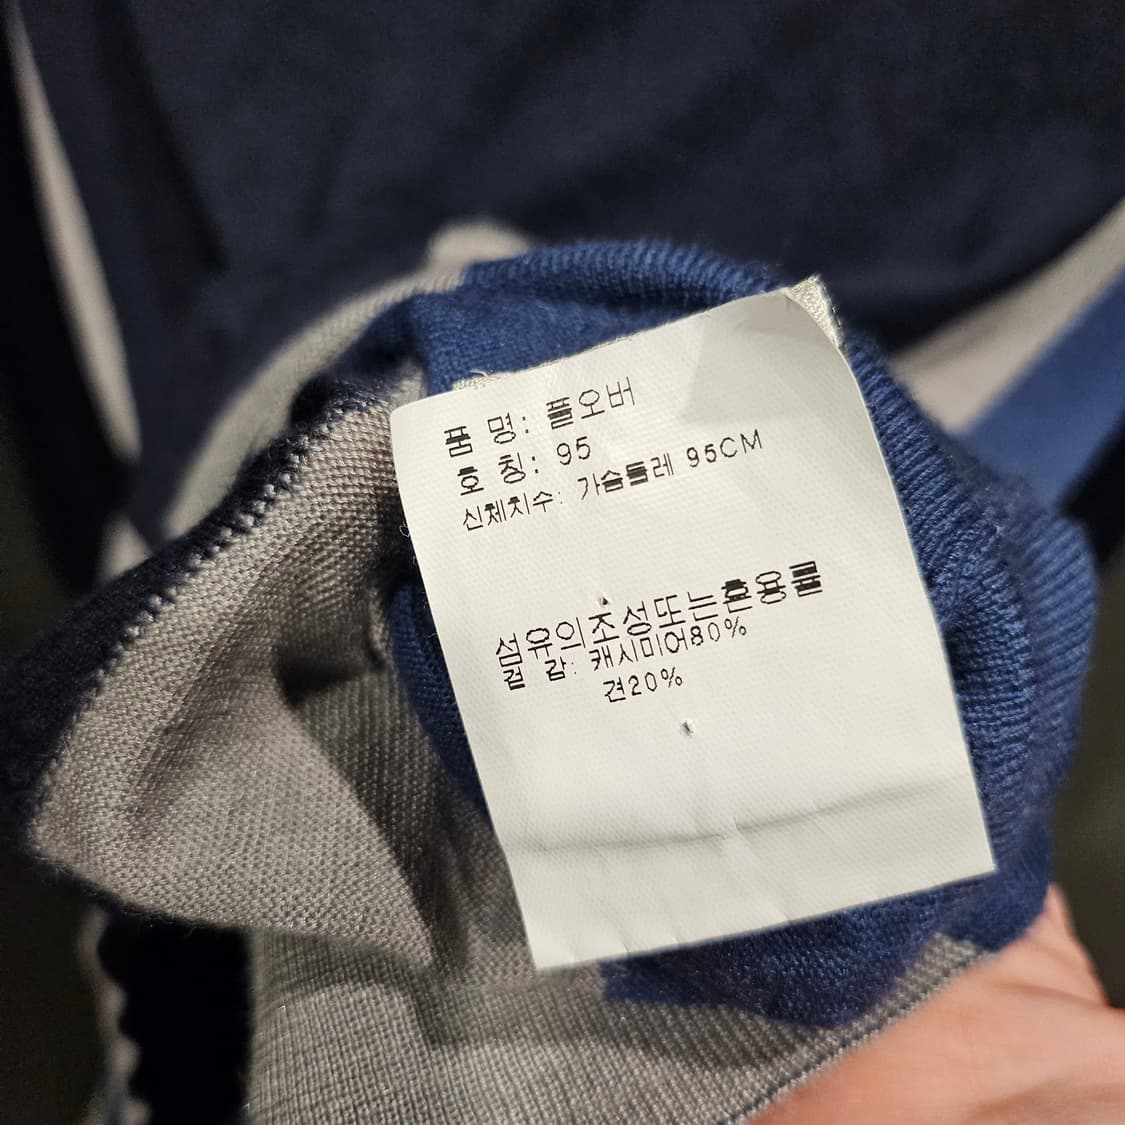 품 명: 풀오버
호 칭: 95
신체치수: 가슴둘레 95CM
섬유의조성또는혼용률
겉 감: 캐시미어80%
견20%